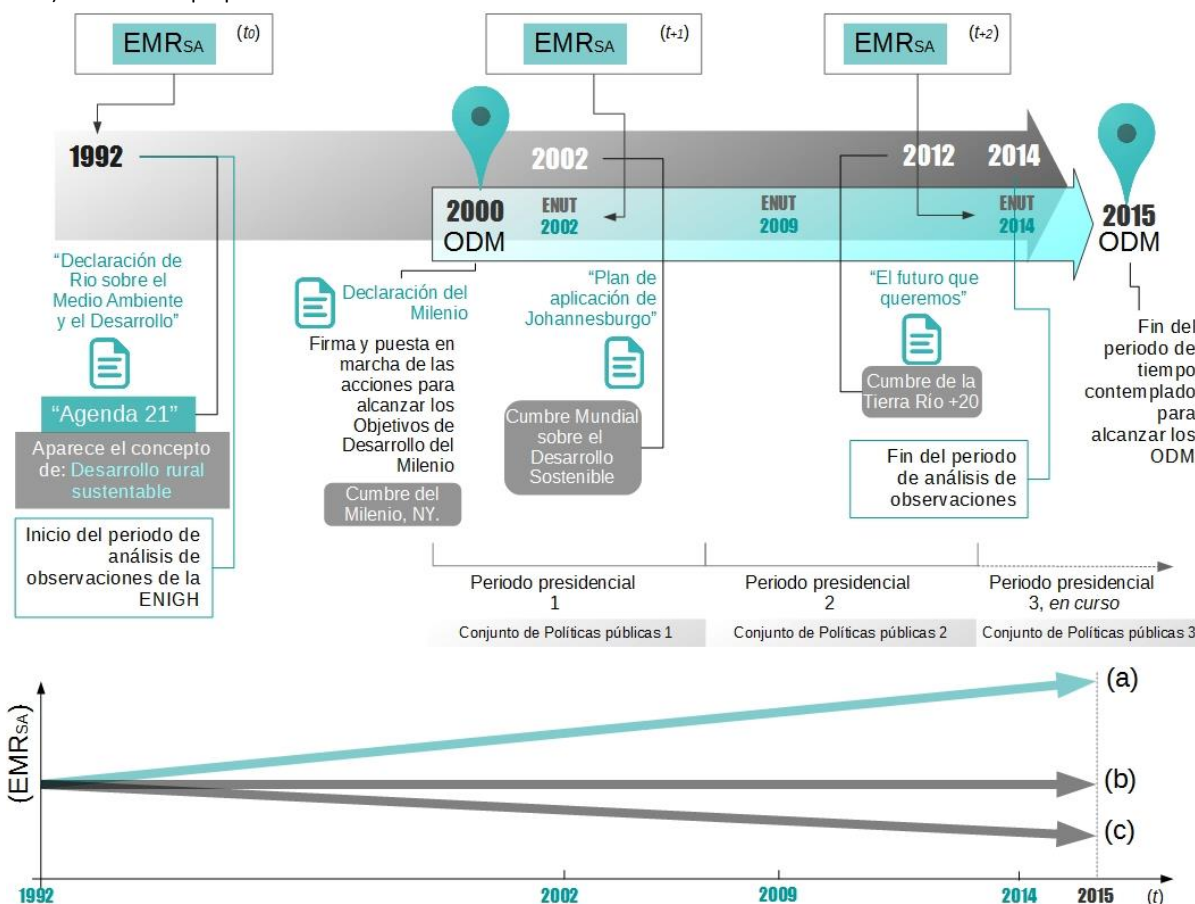 EMRSA (t0)
EMRSA (t+1)
EMRSA (t+2)
1992
2002
2012
2014
2000
ODM
ENUT
2002
ENUT
2009
ENUT
2014
2015
ODM
“Declaración de
Rio sobre el
Medio Ambiente
y el Desarrollo”
“Agenda 21”
Aparece el concepto
de: Desarrollo rural
sustentable
Inicio del periodo de
análisis de
observaciones de la
ENIGH
Declaración del
Milenio
Firma y puesta en
marcha de las
acciones para
alcanzar los
Objetivos de
Desarrollo del
Milenio
Cumbre del
Milenio, NY.
“Plan de
aplicación de
Johannesburgo”
Cumbre Mundial
sobre el
Desarrollo
Sostenible
“El futuro que
queremos”
Cumbre de la
Tierra Río +20
Fin del periodo
de análisis de
observaciones
Fin del
periodo de
tiempo
contemplado
para
alcanzar los
ODM
Periodo presidencial
1
Periodo presidencial
2
Periodo presidencial
3, en curso
Conjunto de Políticas públicas 1
Conjunto de Políticas públicas 2
Conjunto de Políticas públicas 3
(EMRSA)
(a)
(b)
(c)
1992
2002
2009
2014
2015
(t)